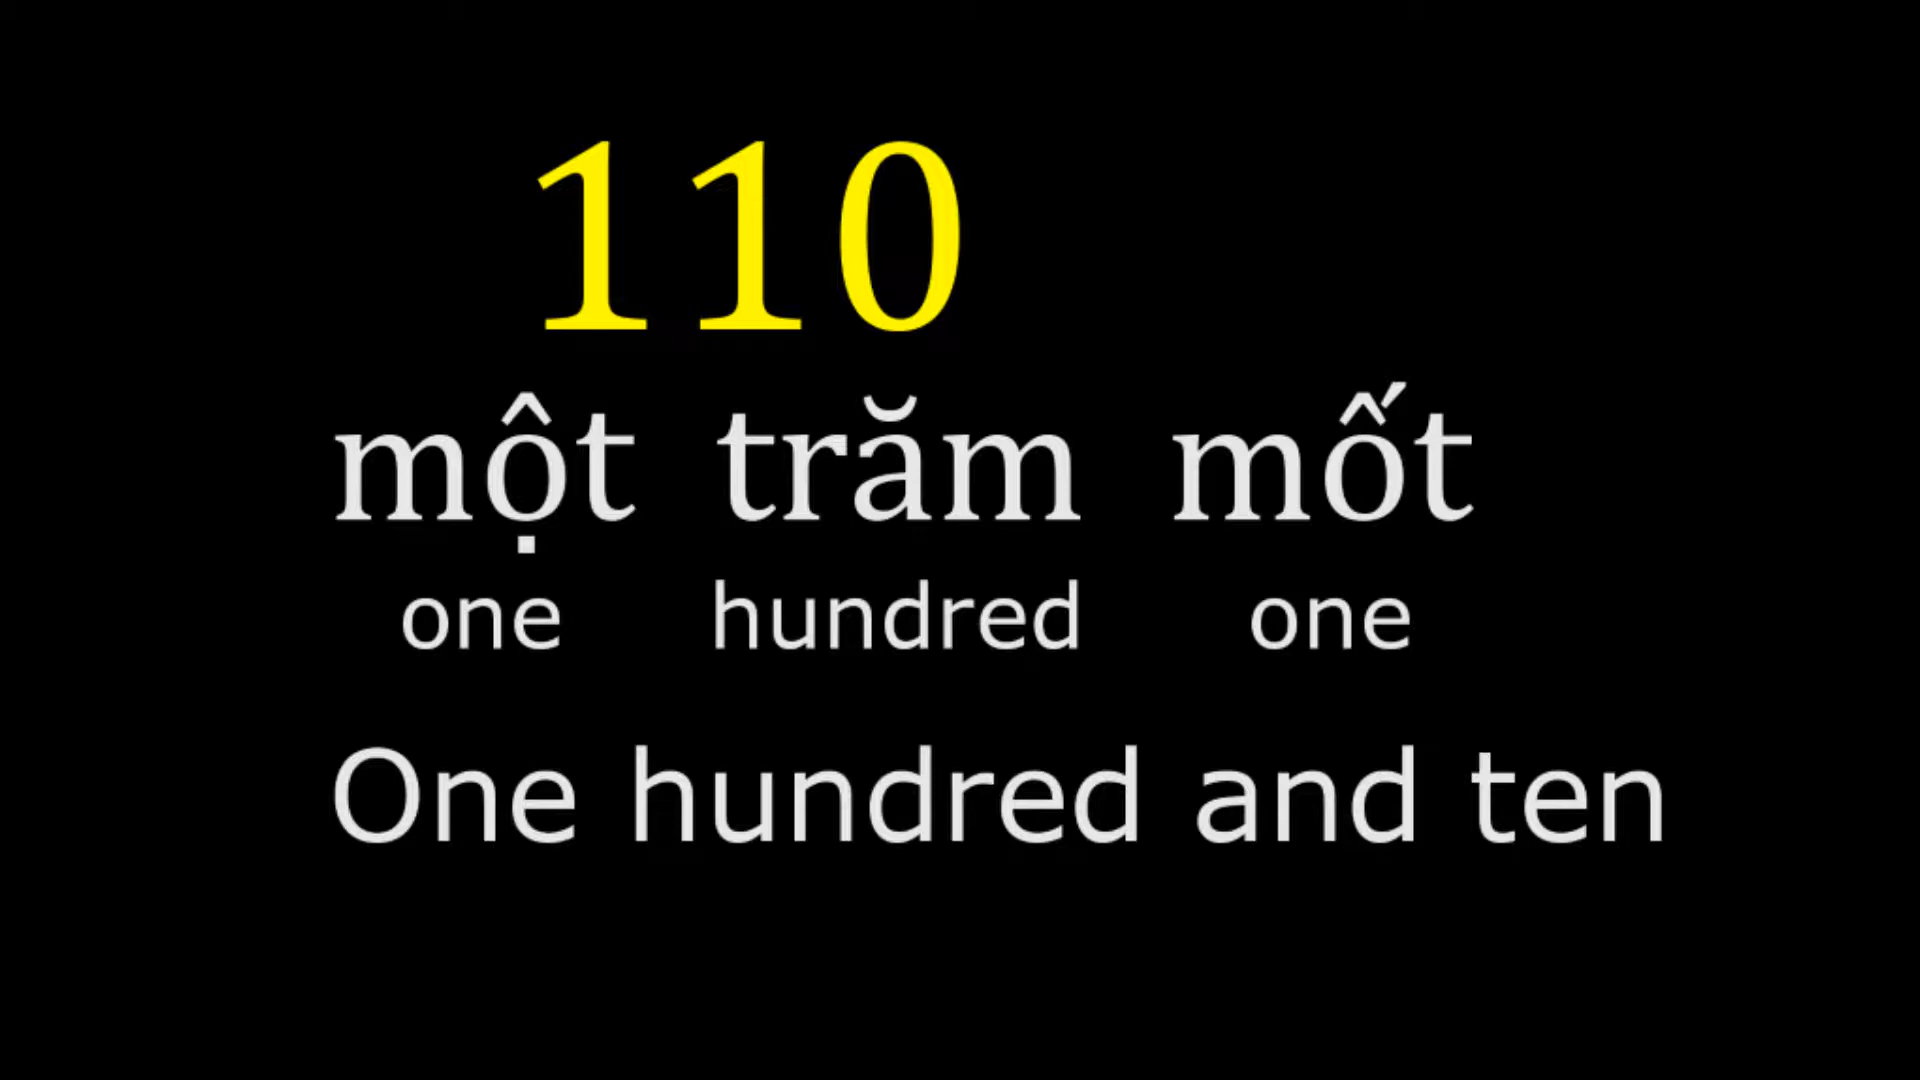 110
một trăm mốt
one hundred one
One hundred and ten